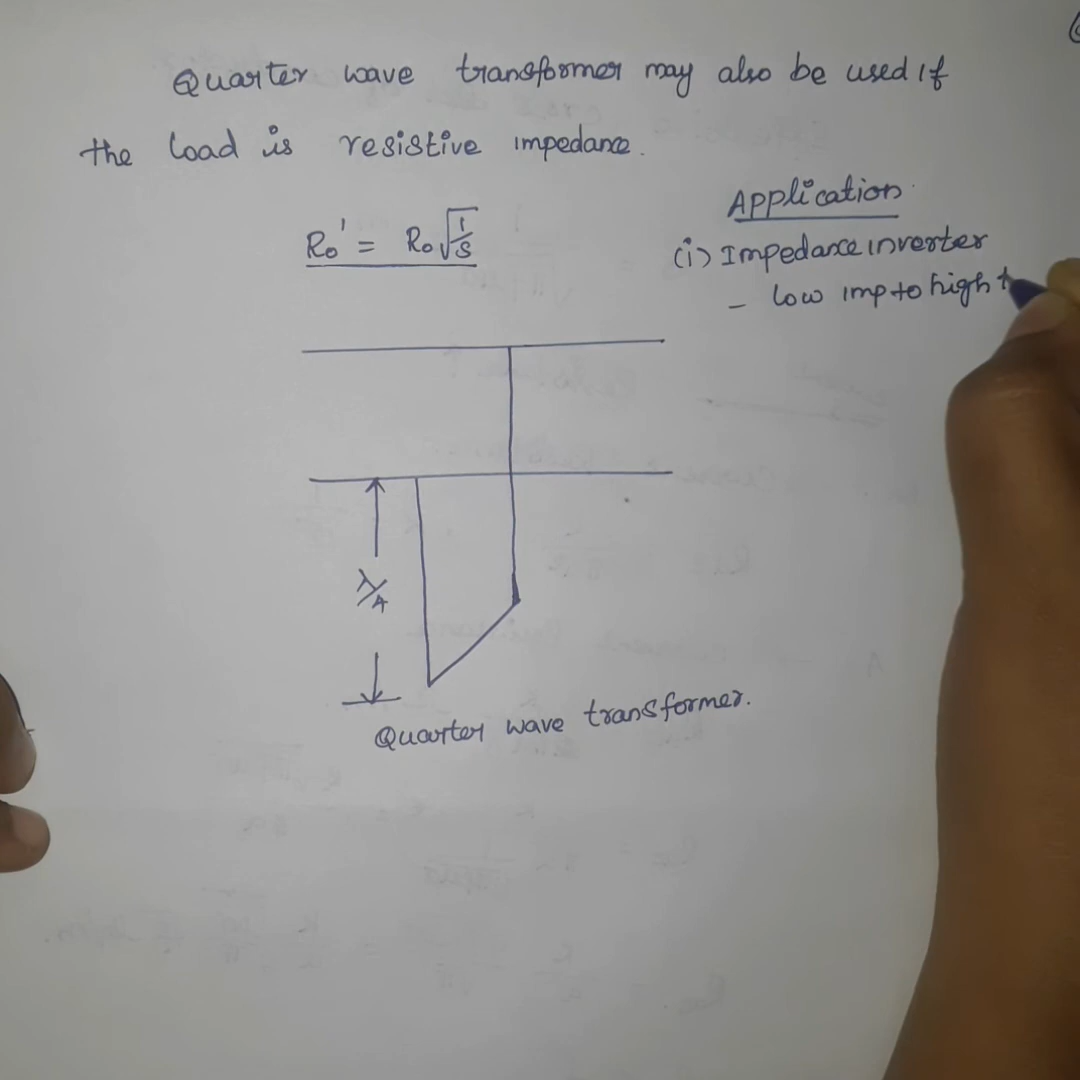 Quarter wave transformer may also be used if
the load is resistive impedance.
Ro' = Ro√1/S
Application
(i) Impedance inverter
- low imp to high
λ/4
Quarter wave transformer.